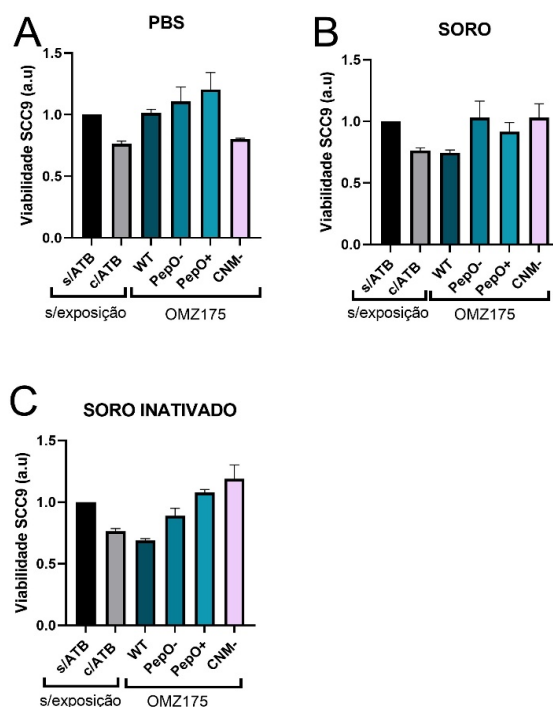 A
PBS
Viabilidade SCC9 (a.u)
1.5
1.0
0.5
0.0
s/ATB
c/ATB
WT
PepO-
PepO+
CNM-
s/exposição
OMZ175
B
SORO
Viabilidade SCC9 (a.u)
1.5
1.0
0.5
0.0
s/ATB
c/ATB
WT
PepO-
PepO+
CNM-
s/exposição
OMZ175
C
SORO INATIVADO
Viabilidade SCC9 (a.u)
1.5
1.0
0.5
0.0
s/ATB
c/ATB
WT
PepO-
PepO+
CNM-
s/exposição
OMZ175